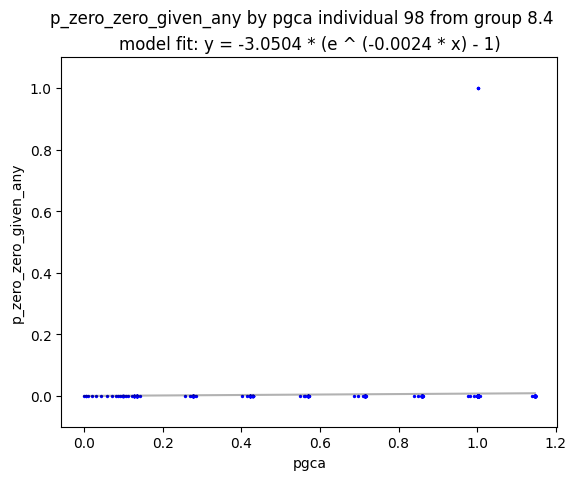 p_zero_zero_given_any by pgca individual 98 from group 8.4
model fit: y = -3.0504 * (e ^ (-0.0024 * x) - 1)
1.0
0.8
0.6
0.4
0.2
0.0
p_zero_zero_given_any
0.0 0.2 0.4 0.6 0.8 1.0 1.2
pgca